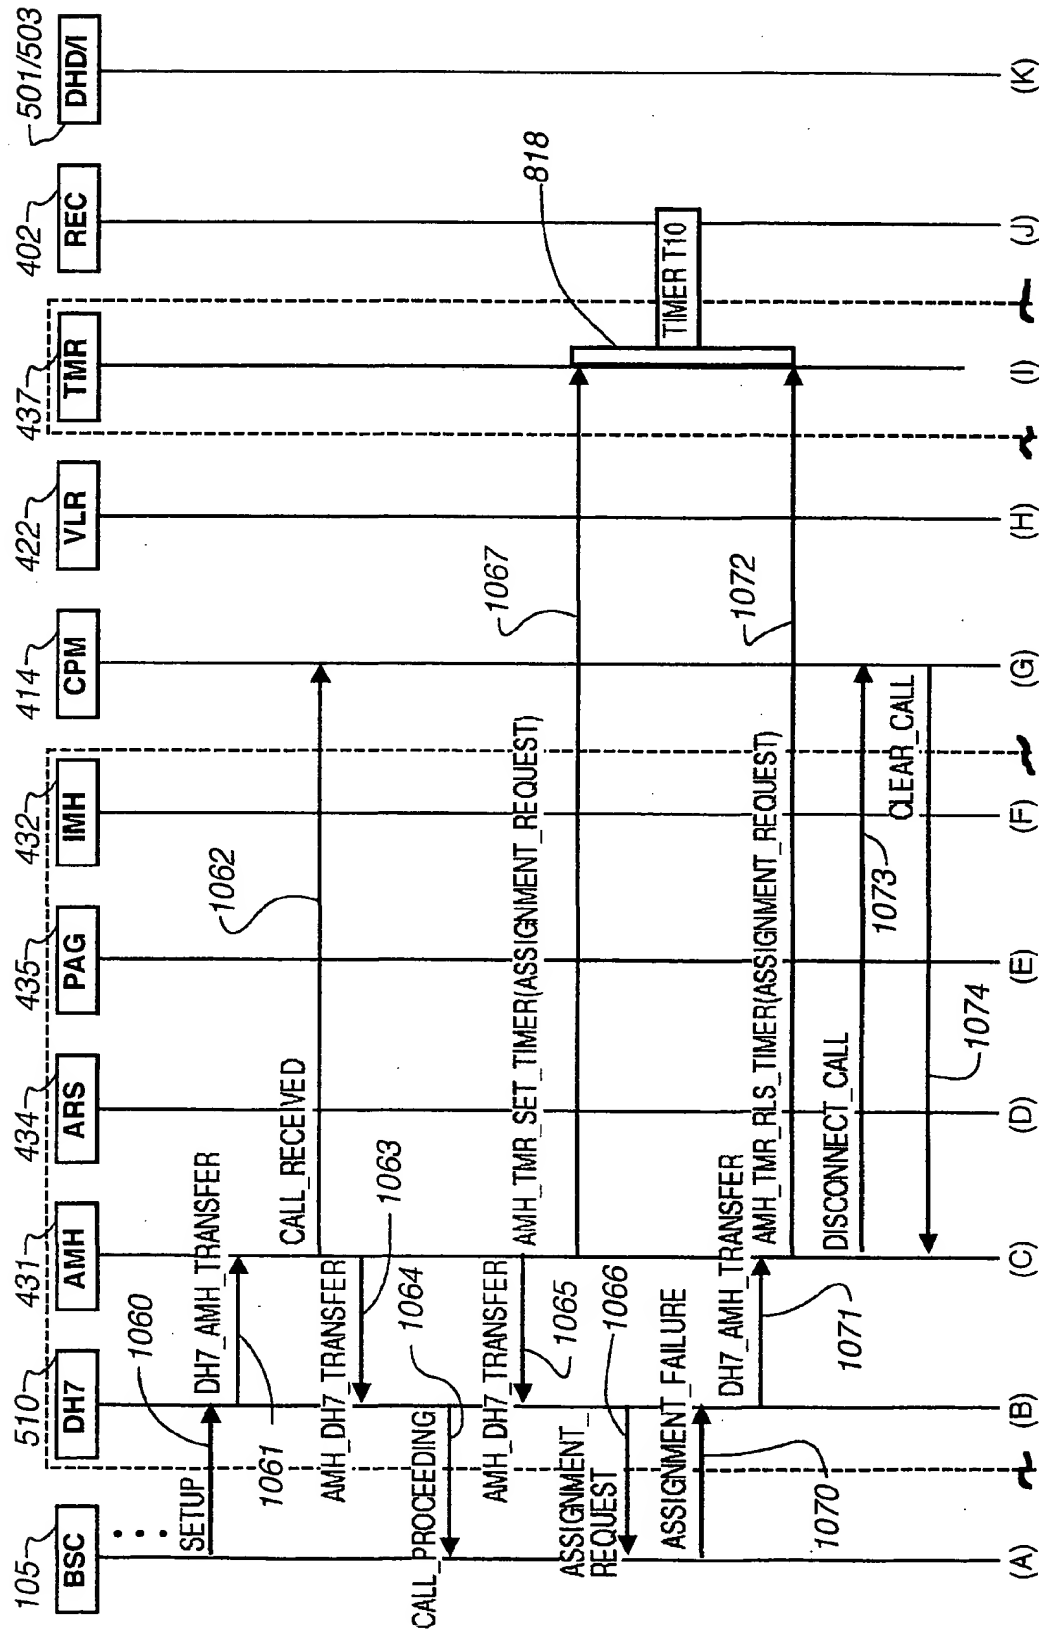 105
BSC
510
DH7
431
AMH
434
ARS
435
PAG
432
IMH
414
CPM
422
VLR
437
TMR
402
REC
501/503
DHD/I
SETUP
1060
1061
DH7_AMH_TRANSFER
CALL_RECEIVED
1062
AMH_DH7_TRANSFER
1063
CALL_PROCEEDING
1064
AMH_DH7_TRANSFER
1065
AMH_TMR_SET_TIMER(ASSIGNMENT_REQUEST)
1067
818
ASSIGNMENT_
REQUEST
1066
TIMER T10
ASSIGNMENT_FAILURE
1070
DH7_AMH_TRANSFER
1071
AMH_TMR_RLS_TIMER(ASSIGNMENT_REQUEST)
1072
DISCONNECT_CALL
1073
CLEAR_CALL
1074
(A)
(B)
(C)
(D)
(E)
(F)
(G)
(H)
(I)
(J)
(K)